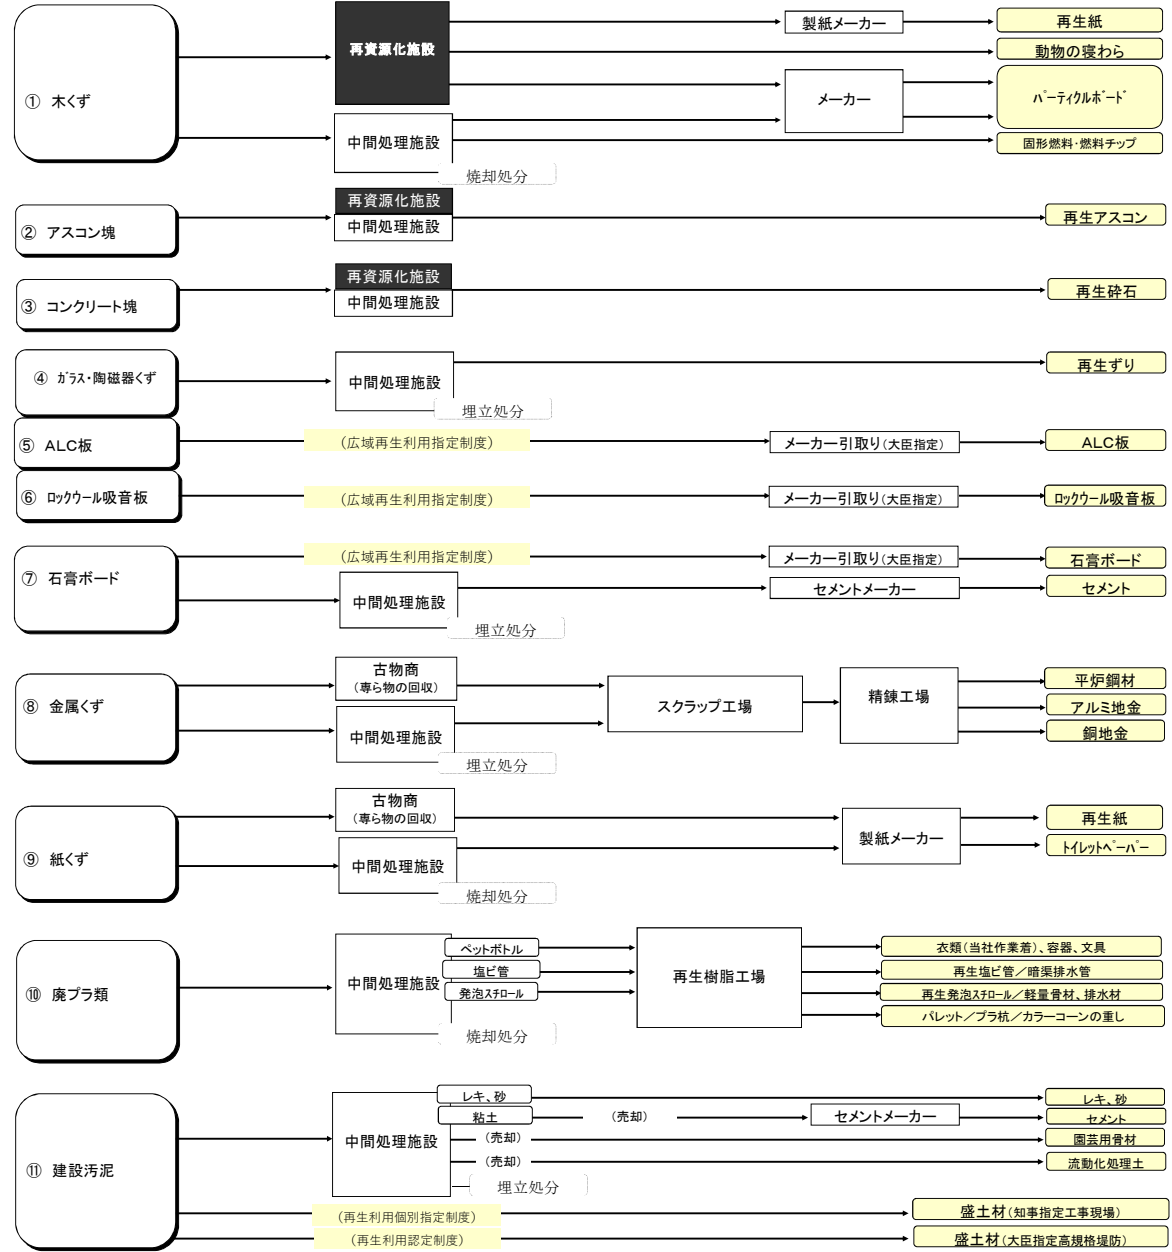 ① 木くず
再資源化施設
製紙メーカー
再生紙
動物の寝わら
メーカー
パーティクルボード
中間処理施設
固形燃料・燃料チップ
焼却処分
② アスコン塊
再資源化施設
中間処理施設
再生アスコン
③ コンクリート塊
再資源化施設
中間処理施設
再生砕石
④ ガラス・陶磁器くず
中間処理施設
再生ずり
埋立処分
⑤ ALC板
(広域再生利用指定制度)
メーカー引取り(大臣指定)
ALC板
⑥ ロックウール吸音板
(広域再生利用指定制度)
メーカー引取り(大臣指定)
ロックウール吸音板
⑦ 石膏ボード
(広域再生利用指定制度)
メーカー引取り(大臣指定)
石膏ボード
中間処理施設
セメントメーカー
セメント
埋立処分
⑧ 金属くず
古物商
(専ら物の回収)
中間処理施設
埋立処分
スクラップ工場
精錬工場
平炉鋼材
アルミ地金
銅地金
⑨ 紙くず
古物商
(専ら物の回収)
中間処理施設
焼却処分
製紙メーカー
再生紙
トイレットペーパー
⑩ 廃プラ類
中間処理施設
ペットボトル
塩ビ管
発泡スチロール
焼却処分
再生樹脂工場
衣類(当社作業着)、容器、文具
再生塩ビ管/暗渠排水管
再生発泡スチロール/軽量骨材、排水材
パレット/プラ杭/カラーコーンの重し
⑪ 建設汚泥
中間処理施設
レキ、砂
レキ、砂
粘土
(売却)
セメントメーカー
セメント
(売却)
園芸用骨材
(売却)
流動化処理土
埋立処分
(再生利用個別指定制度)
盛土材(知事指定工事現場)
(再生利用認定制度)
盛土材(大臣指定高規格堤防)